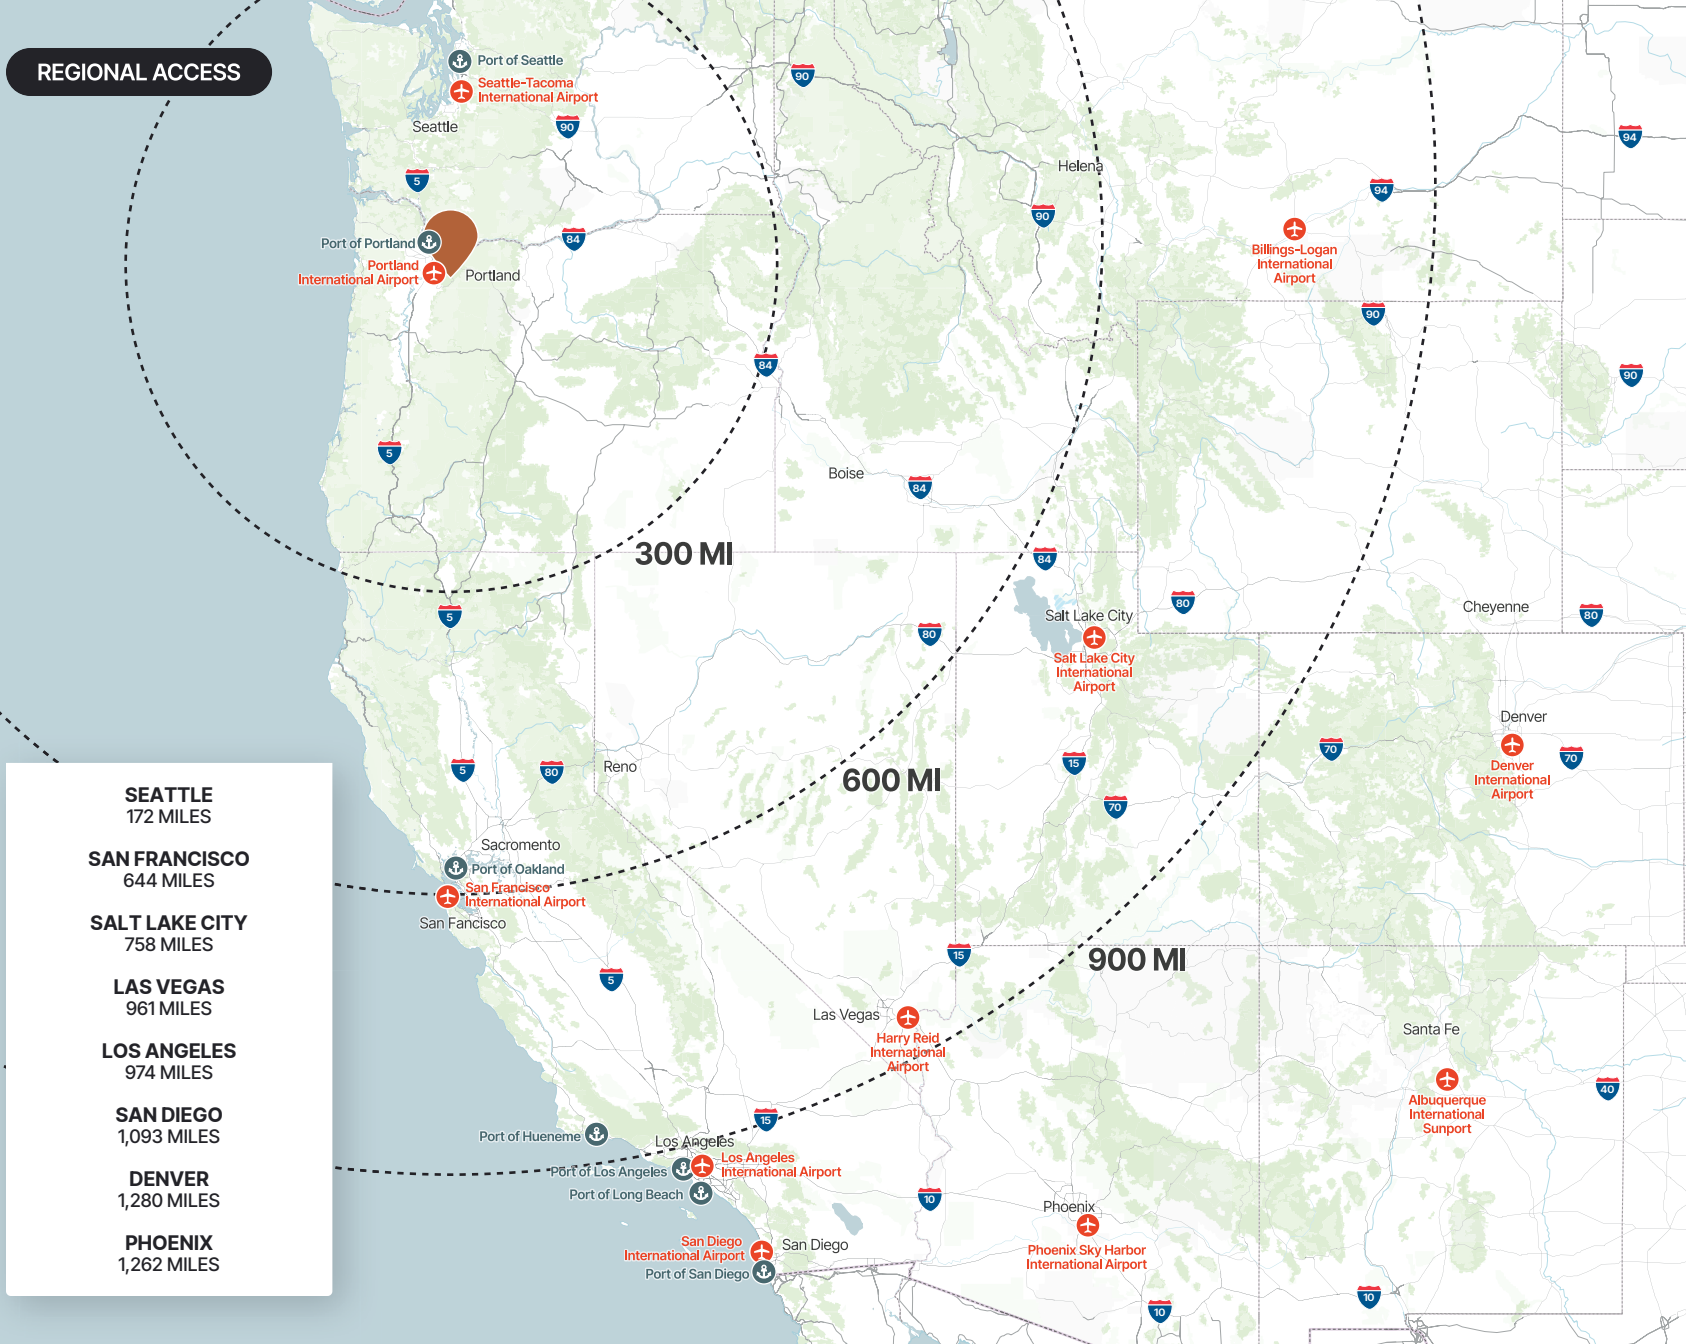 REGIONAL ACCESS
Port of Seattle
Seattle-Tacoma
International Airport
Seattle
90
90
5
94
94
Helena
90
Port of Portland
Portland
International Airport
Portland
84
Billings-Logan
International
Airport
90
84
90
5
Boise
84
300 MI
84
5
80
Salt Lake City
Salt Lake City
International
Airport
80
Cheyenne
80
Denver
Denver
International
Airport
70
70
5
80
Reno
600 MI
15
70
Sacromento
Port of Oakland
San Francisco
International Airport
San Fancisco
5
15
900 MI
Las Vegas
Harry Reid
International
Airport
Santa Fe
Albuquerque
International
Sunport
40
15
Port of Hueneme
Los Angeles
Los Angeles
International Airport
Port of Los Angeles
Port of Long Beach
10
Phoenix
Phoenix Sky Harbor
International Airport
San Diego
International Airport
San Diego
Port of San Diego
10
10
SEATTLE
172 MILES
SAN FRANCISCO
644 MILES
SALT LAKE CITY
758 MILES
LAS VEGAS
961 MILES
LOS ANGELES
974 MILES
SAN DIEGO
1,093 MILES
DENVER
1,280 MILES
PHOENIX
1,262 MILES